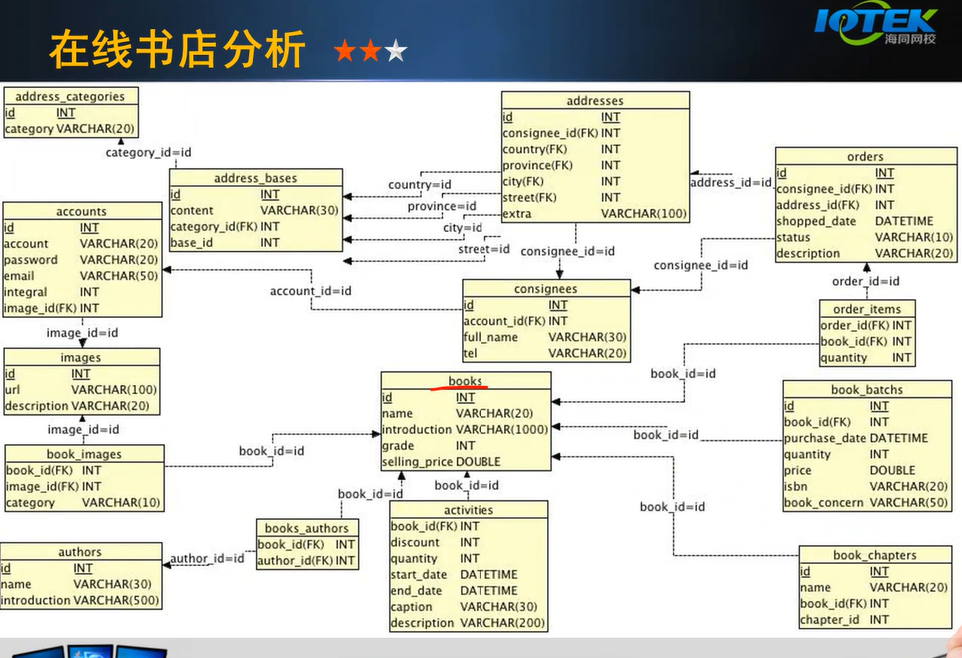 在线书店分析
IOTEK
海同网校
address_categories
id INT
category VARCHAR(20)
category_id=id
address_bases
id INT
content VARCHAR(30)
category_id(FK) INT
base_id INT
country=id
province=id
city=id
street=id
addresses
id INT
consignee_id(FK) INT
country(FK) INT
province(FK) INT
city(FK) INT
street(FK) INT
extra VARCHAR(100)
address_id=id
orders
id INT
consignee_id(FK) INT
address_id(FK) INT
shopped_date DATETIME
status VARCHAR(10)
description VARCHAR(20)
accounts
id INT
account VARCHAR(20)
password VARCHAR(20)
email VARCHAR(50)
integral INT
image_id(FK) INT
account_id=id
consignee_id=id
consignee_id=id
consignees
id INT
account_id(FK) INT
full_name VARCHAR(30)
tel VARCHAR(20)
order_id=id
order_items
order_id(FK) INT
book_id(FK) INT
quantity INT
image_id=id
images
id INT
url VARCHAR(100)
description VARCHAR(20)
image_id=id
book_images
book_id(FK) INT
image_id(FK) INT
category VARCHAR(10)
book_id=id
books
id INT
name VARCHAR(20)
introduction VARCHAR(1000)
grade INT
selling_price DOUBLE
book_id=id
book_id=id
book_batchs
id INT
book_id(FK) INT
purchase_date DATETIME
quantity INT
price DOUBLE
isbn VARCHAR(20)
book_concern VARCHAR(50)
book_id=id
book_id=id
book_id=id
authors
id INT
name VARCHAR(30)
introduction VARCHAR(500)
author_id=id
books_authors
book_id(FK) INT
author_id(FK) INT
activities
book_id(FK) INT
discount INT
quantity INT
start_date DATETIME
end_date DATETIME
caption VARCHAR(30)
description VARCHAR(200)
book_chapters
id INT
name VARCHAR(20)
book_id(FK) INT
chapter_id INT